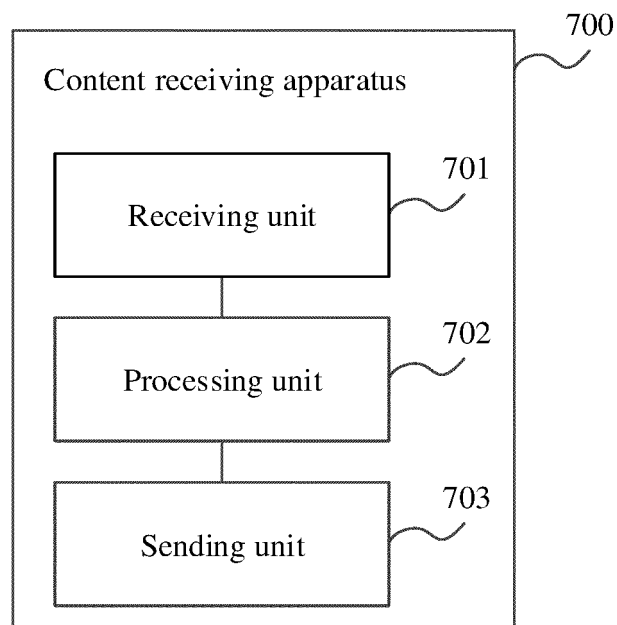 700
Content receiving apparatus
701
Receiving unit
702
Processing unit
703
Sending unit